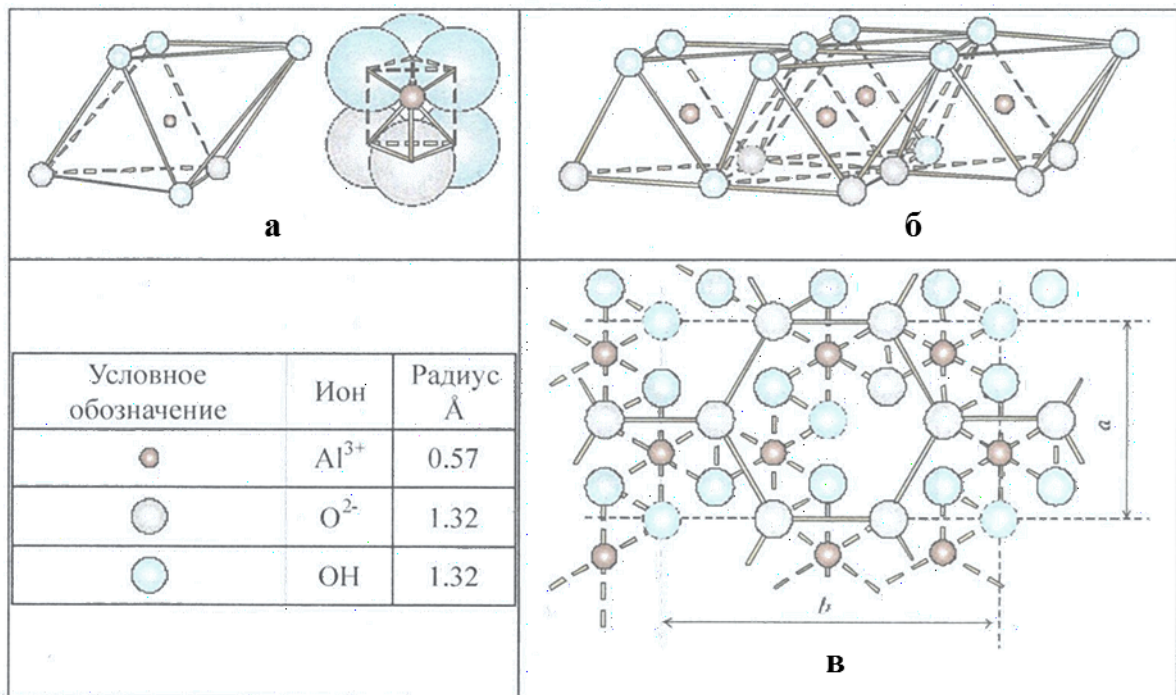 а
б
Условное обозначение
Ион
Радиус Å
Al³⁺
0.57
O²⁻
1.32
OH
1.32
a
в